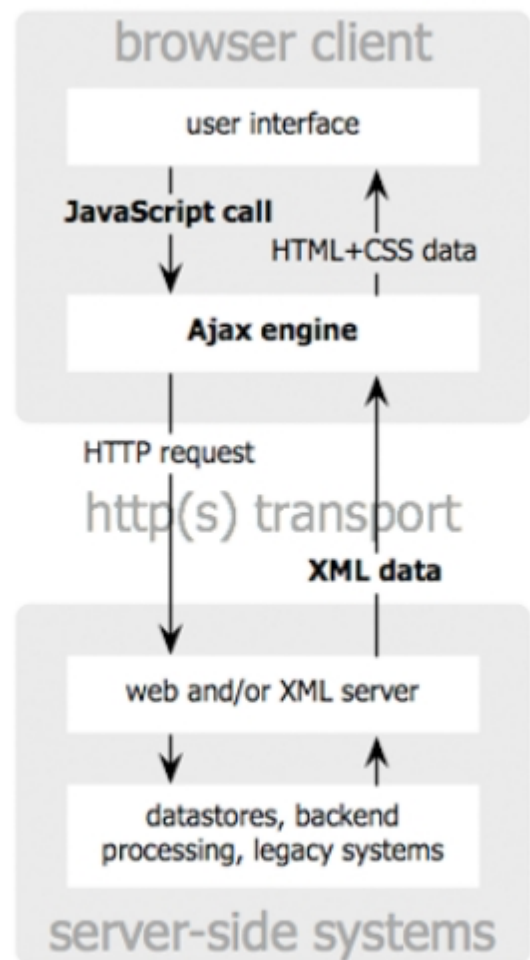 browser client
user interface
JavaScript call
HTML+CSS data
Ajax engine
HTTP request
http(s) transport
XML data
web and/or XML server
datastores, backend
processing, legacy systems
server-side systems